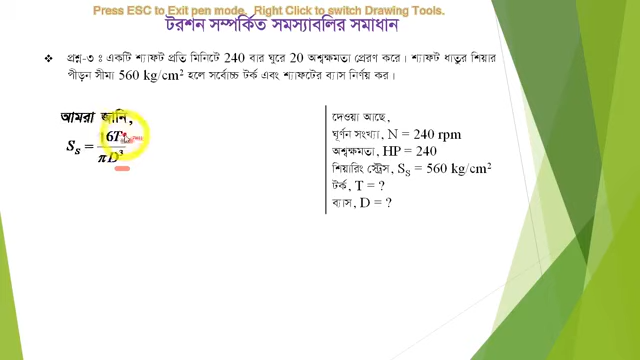 Press ESC to Exit pen mode. Right Click to switch Drawing Tools.
টরশন সম্পর্কিত সমস্যাবলির সমাধান
❖ প্রশ্ন-৩ ঃ একটি শ্যাফট প্রতি মিনিটে 240 বার ঘুরে 20 অশ্বক্ষমতা প্রেরণ করে। শ্যাফট ধাতুর শিয়ার
পীড়ন সীমা 560 kg/cm² হলে সর্বোচ্চ টর্ক এবং শ্যাফটের ব্যাস নির্ণয় কর।
আমরা জানি,
Sₛ = 16T / πD³
দেওয়া আছে,
ঘূর্ণন সংখ্যা, N = 240 rpm
অশ্বক্ষমতা, HP = 240
শিয়ারিং স্ট্রেস, Sₛ = 560 kg/cm²
টর্ক, T = ?
ব্যাস, D = ?